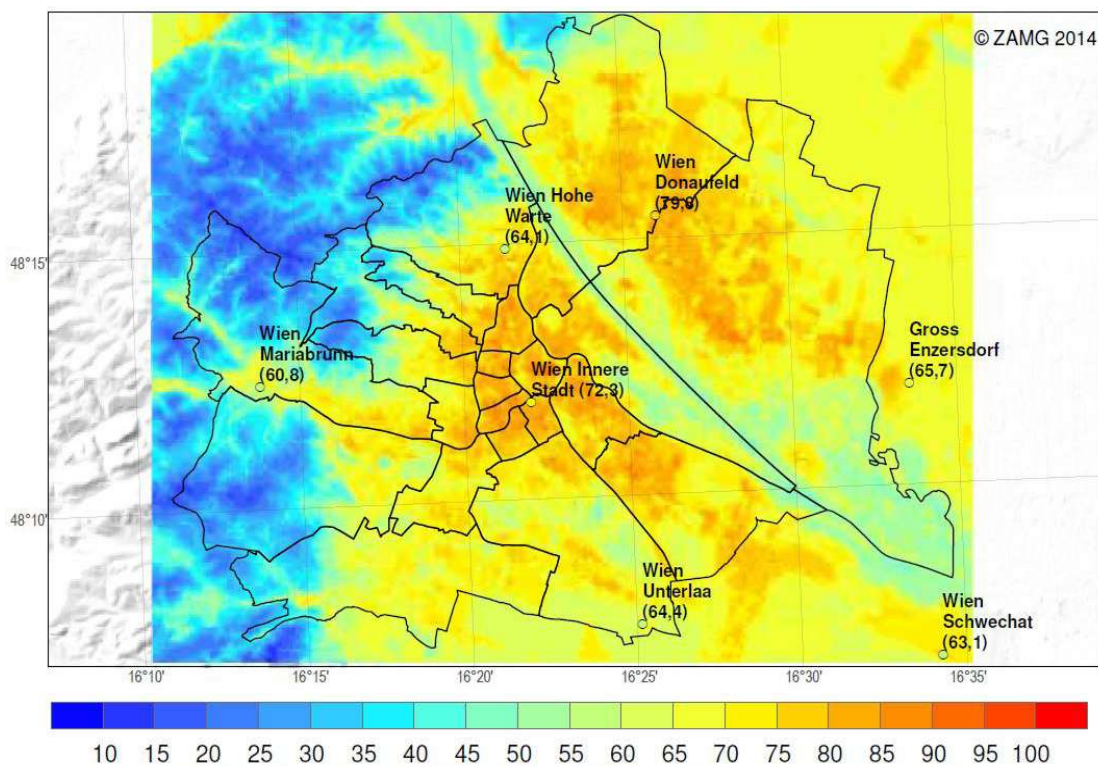 © ZAMG 2014
Wien
Donaufeld
(79,8)
Wien Hohe
Warte
(64,1)
48°15'
Wien
Mariabrunn
(60,8)
Gross
Enzersdorf
(65,7)
Wien Innere
Stadt (72,3)
48°10'
Wien
Unterlaa
(64,4)
Wien
Schwechat
(63,1)
16°10' 16°15' 16°20' 16°25' 16°30' 16°35'
10 15 20 25 30 35 40 45 50 55 60 65 70 75 80 85 90 95 100